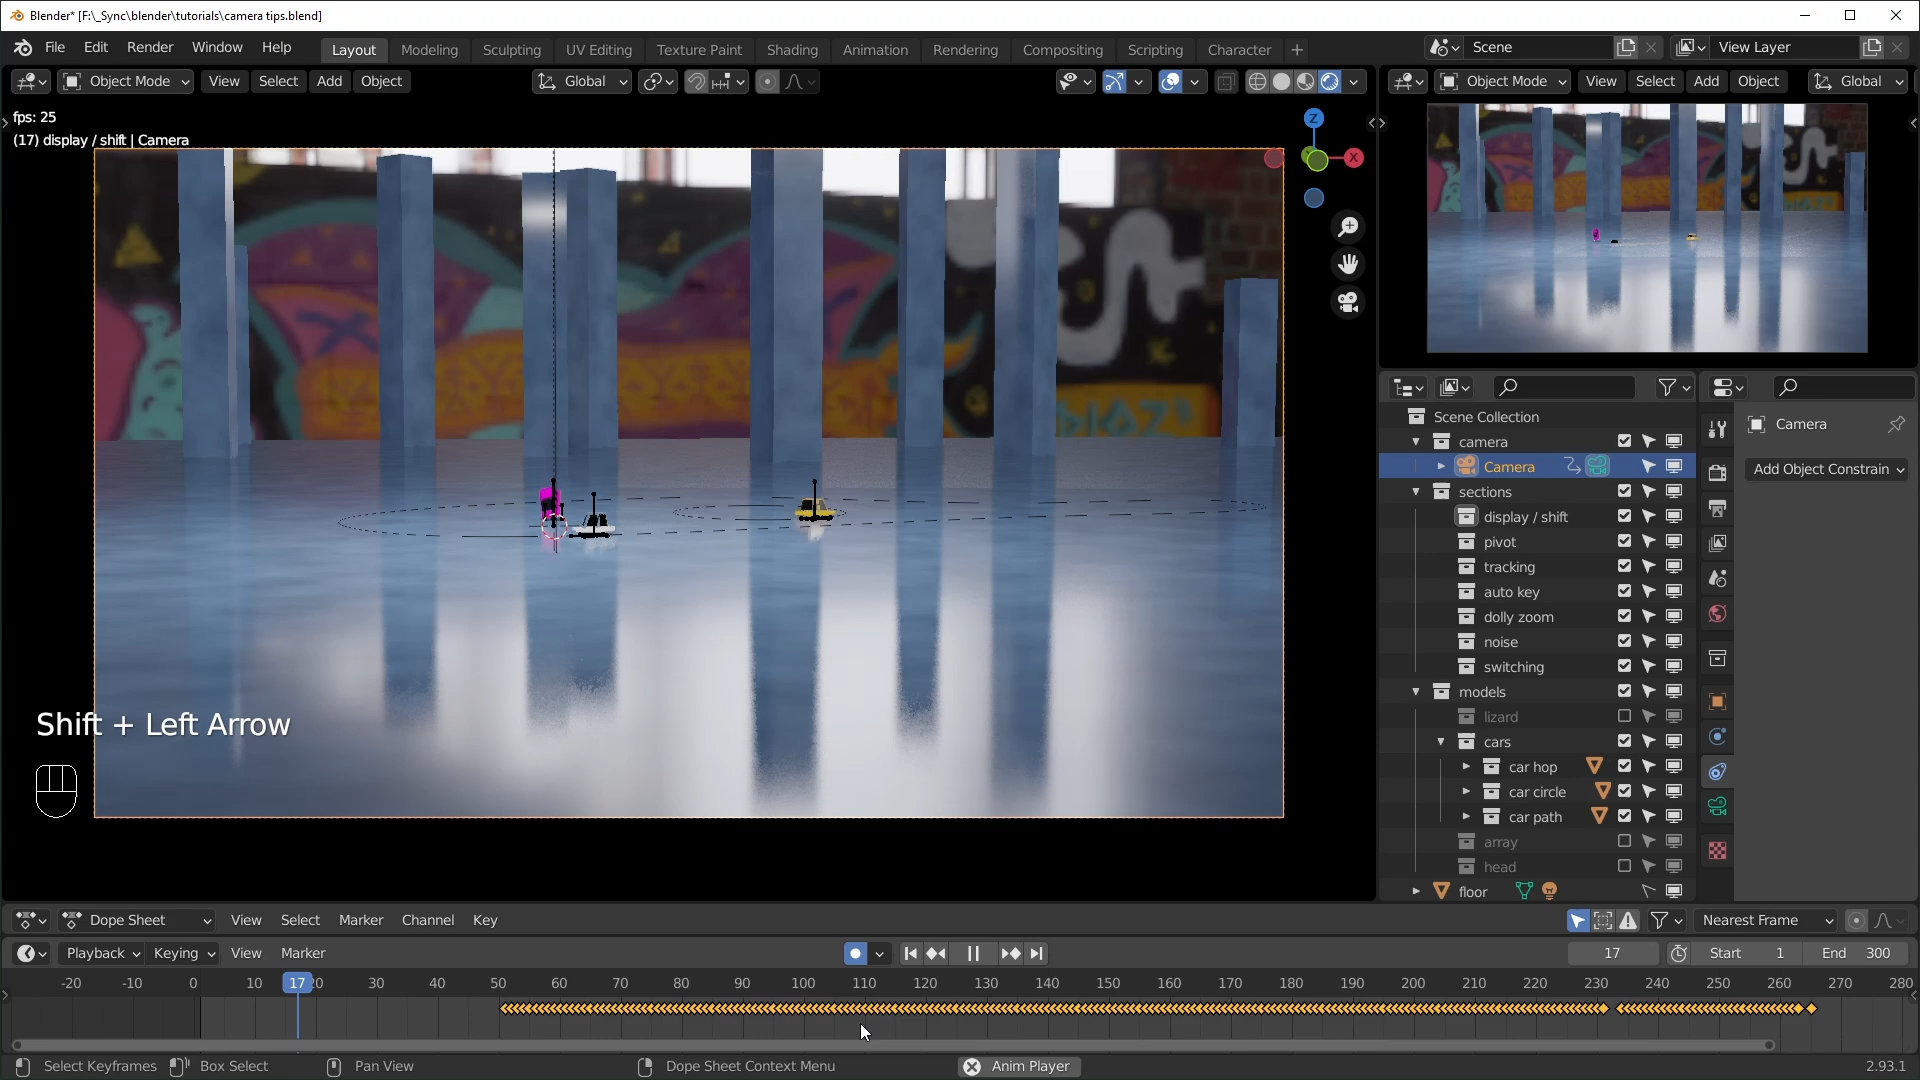 Blender* [F:\_Sync\blender\tutorials\camera tips.blend]
File Edit Render Window Help Layout Modeling Sculpting UV Editing Texture Paint Shading Animation Rendering Compositing Scripting Character + Scene View Layer
Object Mode View Select Add Object Global Object Mode View Select Add Object Global
fps: 25
(17) display / shift | Camera
Z
X
Scene Collection
camera
Camera
sections
display / shift
pivot
tracking
auto key
dolly zoom
noise
switching
models
lizard
cars
car hop
car circle
car path
array
head
floor
Camera
Add Object Constrain
Shift + Left Arrow
Dope Sheet View Select Marker Channel Key Nearest Frame
Playback Keying View Marker 17 Start 1 End 300
-20 -10 0 10 17 20 30 40 50 60 70 80 90 100 110 120 130 140 150 160 170 180 190 200 210 220 230 240 250 260 270 280
Select Keyframes Box Select Pan View Dope Sheet Context Menu Anim Player 2.93.1